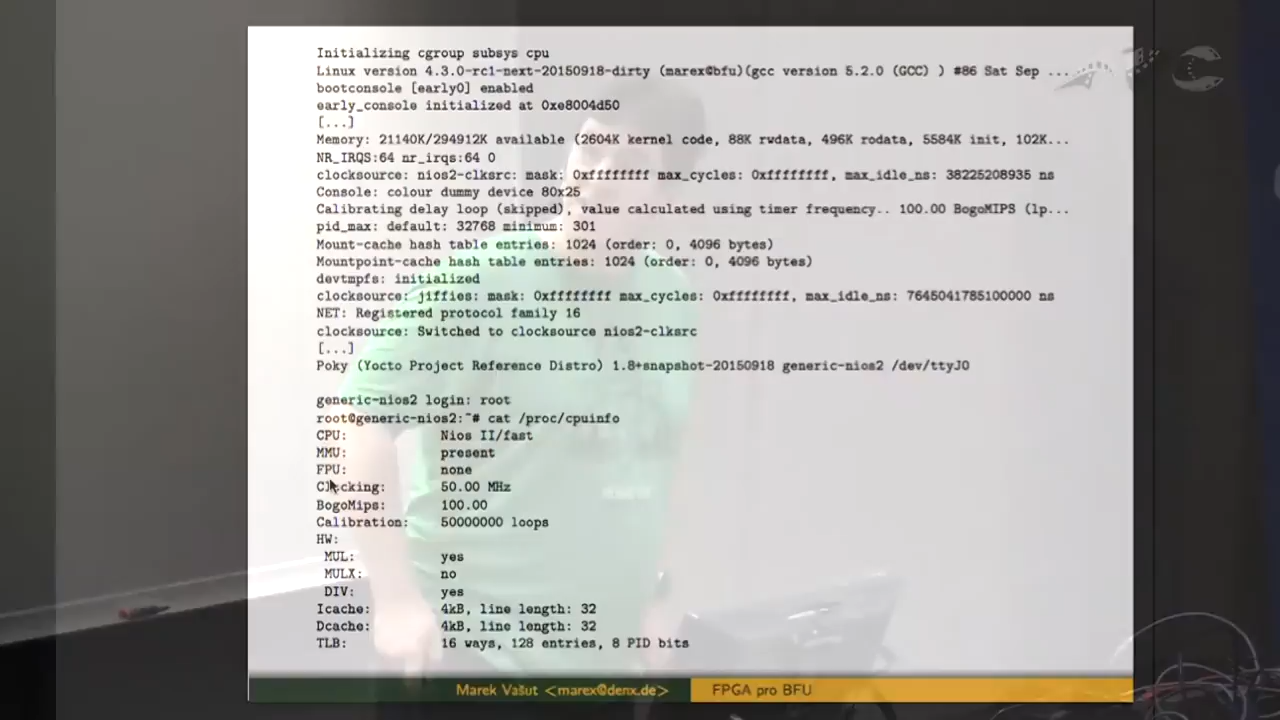 Initializing cgroup subsys cpu
Linux version 4.3.0-rc1-next-20150918-dirty (marex@bfu)(gcc version 5.2.0 (GCC) ) #86 Sat Sep ...
bootconsole [early0] enabled
early_console initialized at 0xe8004d50
[...]
Memory: 21140K/294912K available (2604K kernel code, 88K rwdata, 496K rodata, 5584K init, 102K...
NR_IRQS:64 nr_irqs:64 0
clocksource: nios2-clksrc: mask: 0xffffffff max_cycles: 0xffffffff, max_idle_ns: 38225208935 ns
Console: colour dummy device 80x25
Calibrating delay loop (skipped), value calculated using timer frequency.. 100.00 BogoMIPS (lp...
pid_max: default: 32768 minimum: 301
Mount-cache hash table entries: 1024 (order: 0, 4096 bytes)
Mountpoint-cache hash table entries: 1024 (order: 0, 4096 bytes)
devtmpfs: initialized
clocksource: jiffies: mask: 0xffffffff max_cycles: 0xffffffff, max_idle_ns: 7645041785100000 ns
NET: Registered protocol family 16
clocksource: Switched to clocksource nios2-clksrc
[...]
Poky (Yocto Project Reference Distro) 1.8+snapshot-20150918 generic-nios2 /dev/ttyJ0
generic-nios2 login: root
root@generic-nios2:~# cat /proc/cpuinfo
CPU: Nios II/fast
MMU: present
FPU: none
Clocking: 50.00 MHz
BogoMips: 100.00
Calibration: 50000000 loops
HW:
MUL: yes
MULX: no
DIV: yes
Icache: 4kB, line length: 32
Dcache: 4kB, line length: 32
TLB: 16 ways, 128 entries, 8 PID bits
Marek Vašut <marex@denx.de> FPGA pro BFU